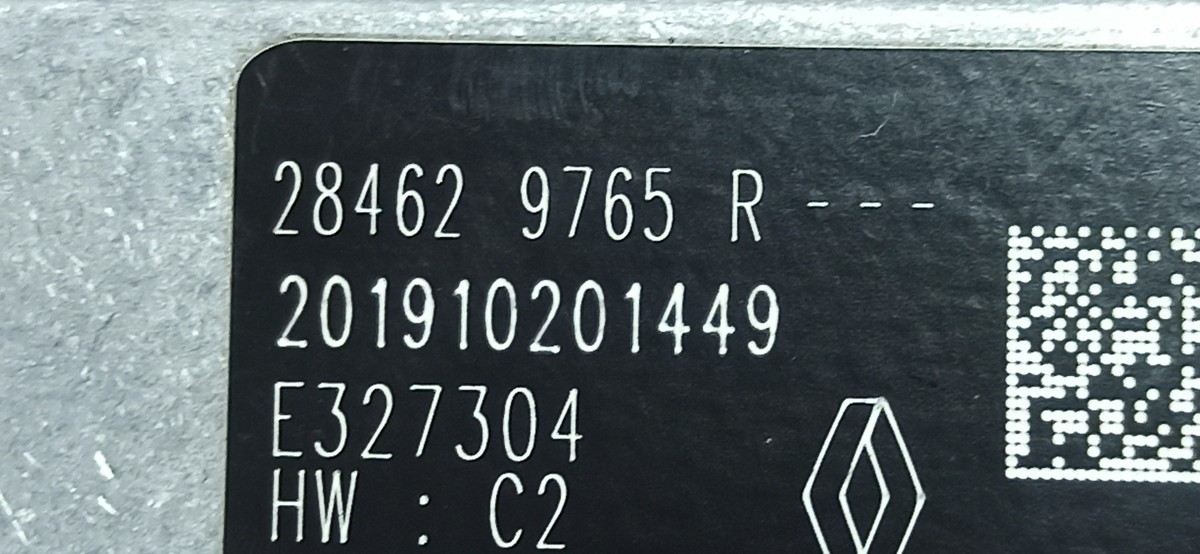 28462 9765 R ---
201910201449
E327304
HW : C2